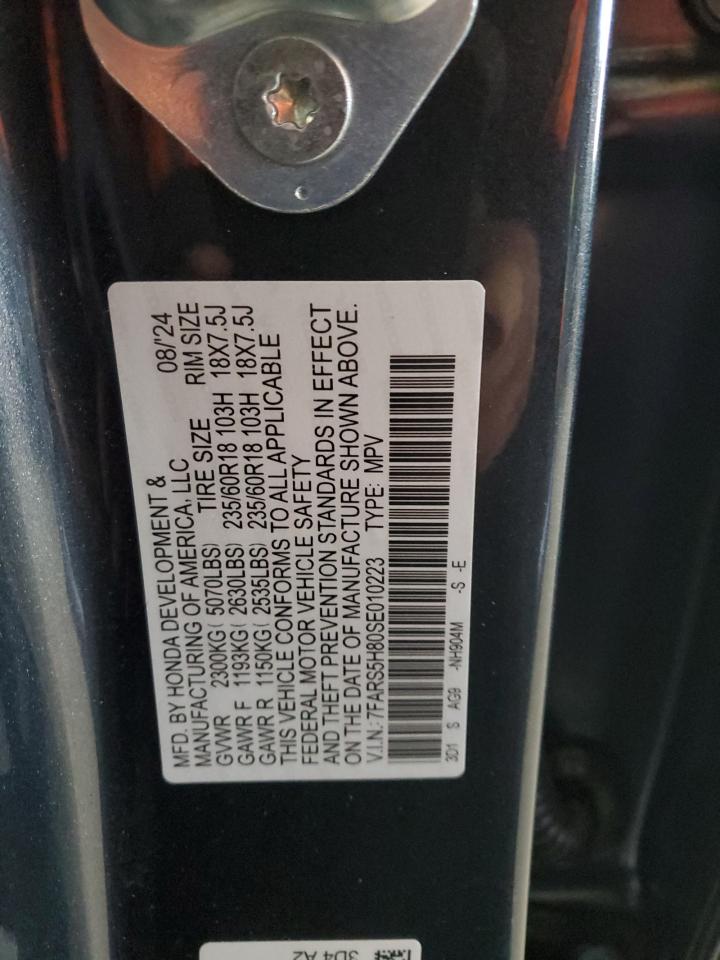 MFD. BY HONDA DEVELOPMENT & 08/'24
MANUFACTURING OF AMERICA, LLC
TIRE SIZE RIM SIZE
GVWR 2300KG( 5070LBS) 235/60R18 103H 18X7.5J
GAWR F 1193KG( 2630LBS) 235/60R18 103H 18X7.5J
GAWR R 1150KG( 2535LBS)
THIS VEHICLE CONFORMS TO ALL APPLICABLE
FEDERAL MOTOR VEHICLE SAFETY
AND THEFT PREVENTION STANDARDS IN EFFECT
ON THE DATE OF MANUFACTURE SHOWN ABOVE.
V.I.N.: 7FARS5H80SE010223 TYPE: MPV
3D1 S AG9 -NH904M -S -E
3D4 A2